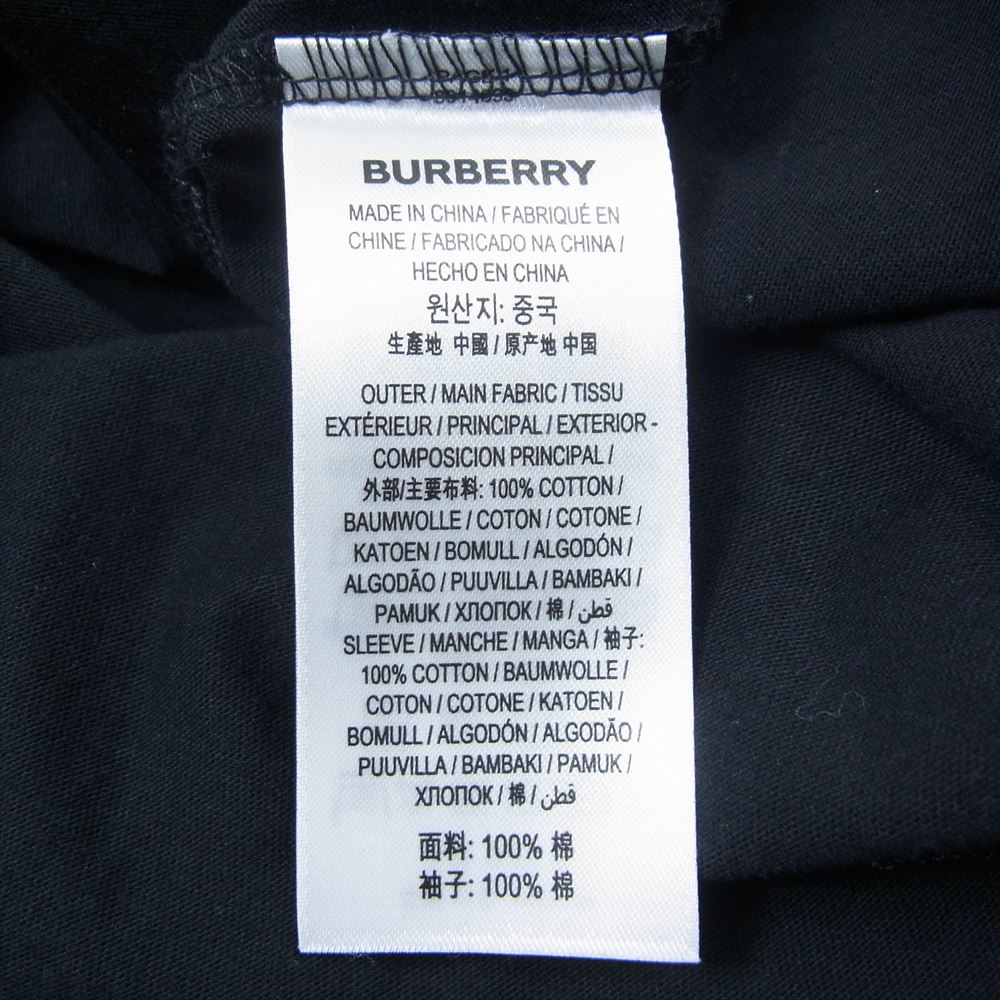 BURBERRY
MADE IN CHINA / FABRIQUÉ EN
CHINE / FABRICADO NA CHINA /
HECHO EN CHINA
원산지: 중국
生產地 中國 / 原产地 中国
OUTER / MAIN FABRIC / TISSU
EXTÉRIEUR / PRINCIPAL / EXTERIOR -
COMPOSICION PRINCIPAL /
外部/主要布料: 100% COTTON /
BAUMWOLLE / COTON / COTONE /
KATOEN / BOMULL / ALGODÓN /
ALGODÃO / PUUVILLA / BAMBAKI /
PAMUK / ХЛОПОК / 棉 / قطن
SLEEVE / MANCHE / MANGA / 袖子:
100% COTTON / BAUMWOLLE /
COTON / COTONE / KATOEN /
BOMULL / ALGODÓN / ALGODÃO /
PUUVILLA / BAMBAKI / PAMUK /
ХЛОПОК / 棉 / قطن
面料: 100% 棉
袖子: 100% 棉